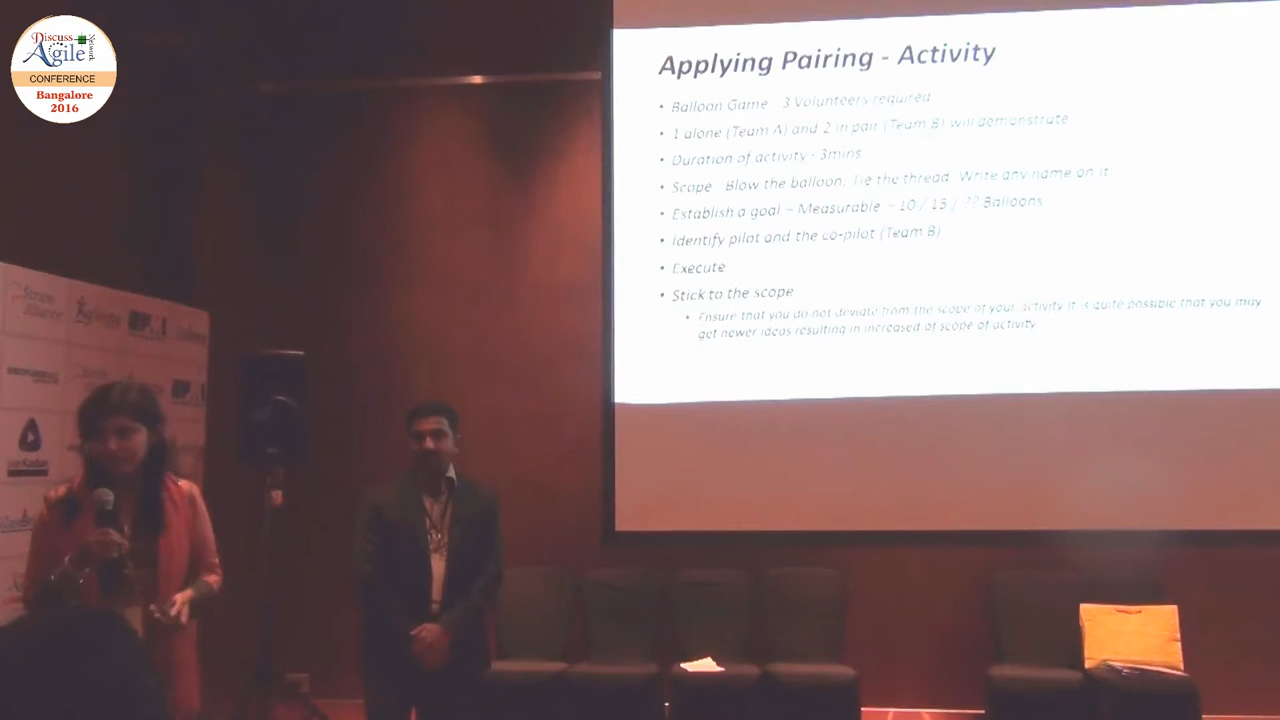 Discuss
Agile
Network
CONFERENCE
Bangalore
2016
Applying Pairing - Activity
• Balloon Game 3 Volunteers required
• 1 alone (Team A) and 2 in pair (Team B) will demonstrate
• Duration of activity - 3mins
• Scope Blow the balloon, Tie the thread Write any name on it
• Establish a goal – Measurable – 10 / 15 / ?? Balloons
• Identify pilot and the co-pilot (Team B)
• Execute
• Stick to the scope
• Ensure that you do not deviate from the scope of your activity It is quite possible that you may
get newer ideas resulting in increased of scope of activity
Scrum
Alliance
LeanKanban